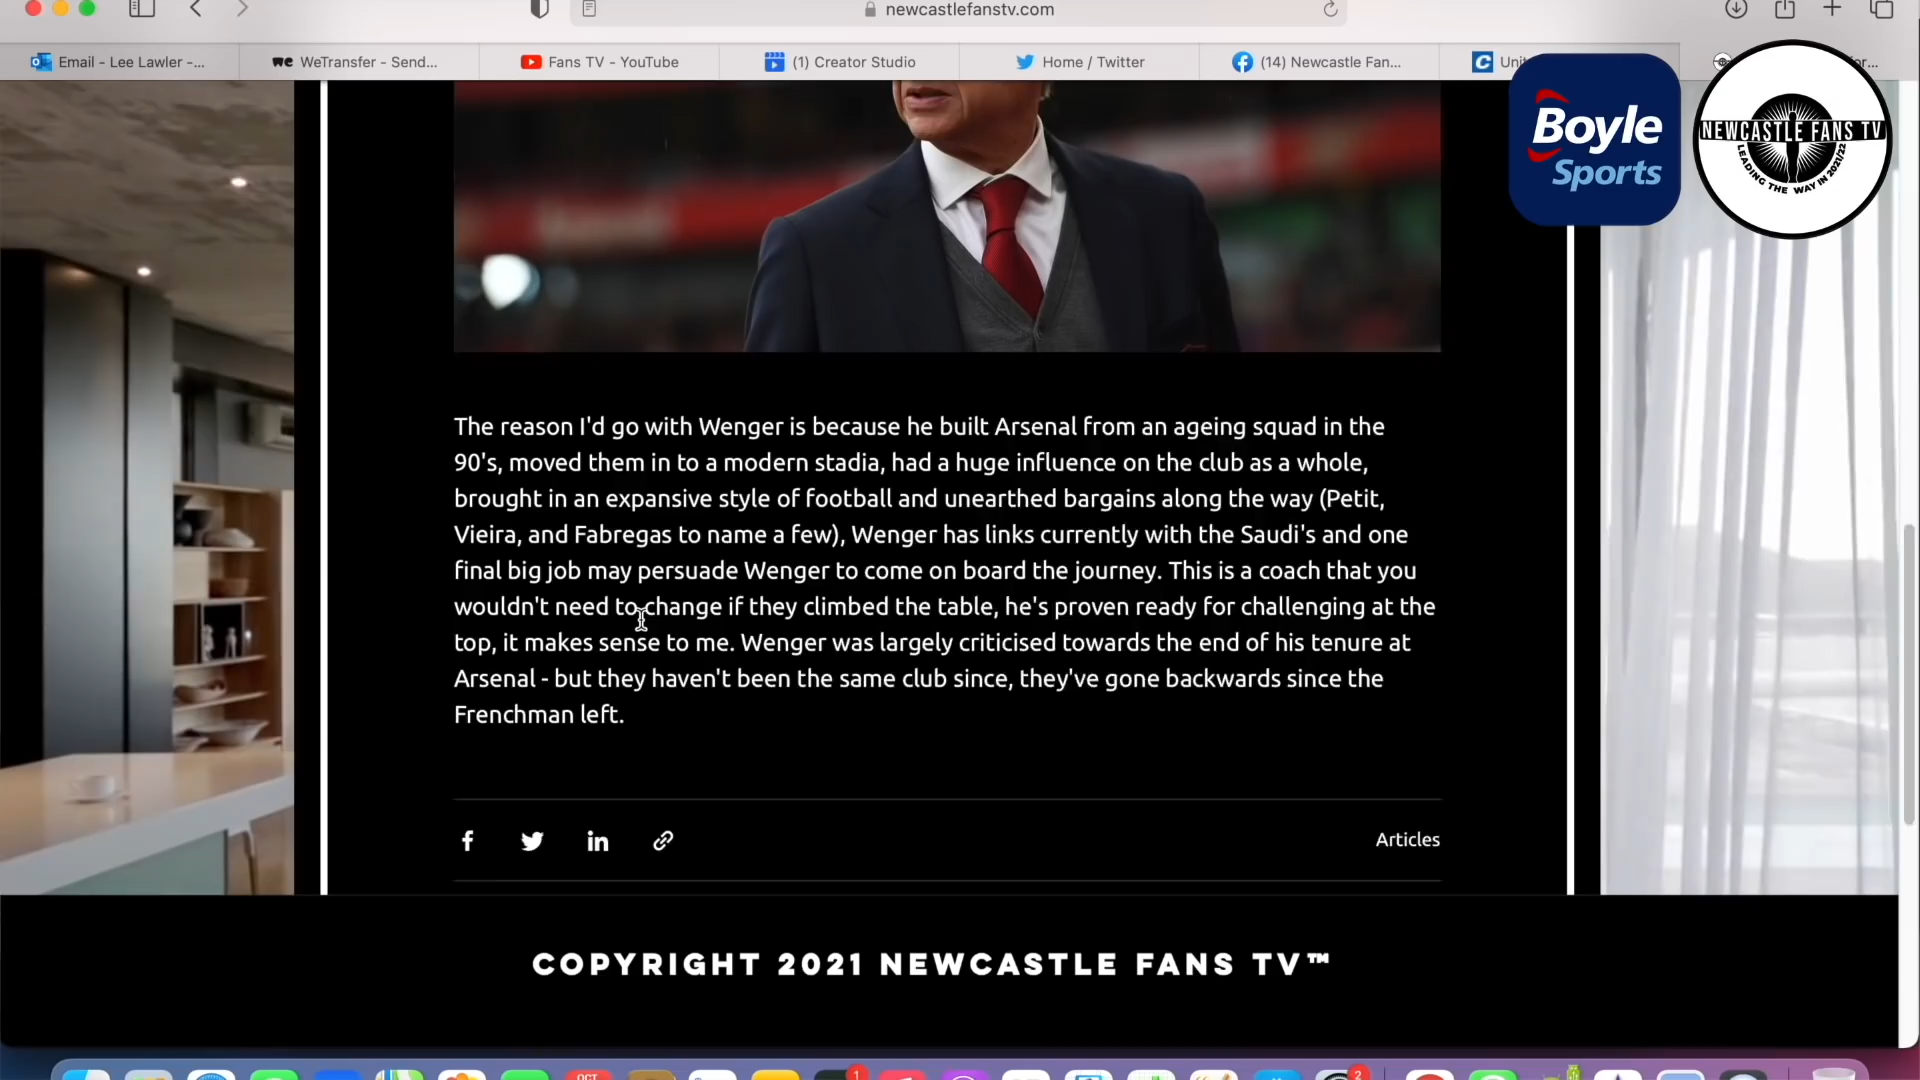 newcastlefanstv.com
Email - Lee Lawler -...
WeTransfer - Send...
Fans TV - YouTube
(1) Creator Studio
Home / Twitter
(14) Newcastle Fan...
Boyle
Sports
NEWCASTLE FANS TV
LEADING THE WAY IN 2021/22
The reason I'd go with Wenger is because he built Arsenal from an ageing squad in the
90's, moved them in to a modern stadia, had a huge influence on the club as a whole,
brought in an expansive style of football and unearthed bargains along the way (Petit,
Vieira, and Fabregas to name a few), Wenger has links currently with the Saudi's and one
final big job may persuade Wenger to come on board the journey. This is a coach that you
wouldn't need to change if they climbed the table, he's proven ready for challenging at the
top, it makes sense to me. Wenger was largely criticised towards the end of his tenure at
Arsenal - but they haven't been the same club since, they've gone backwards since the
Frenchman left.
Articles
COPYRIGHT 2021 NEWCASTLE FANS TV™
OCT
1
2